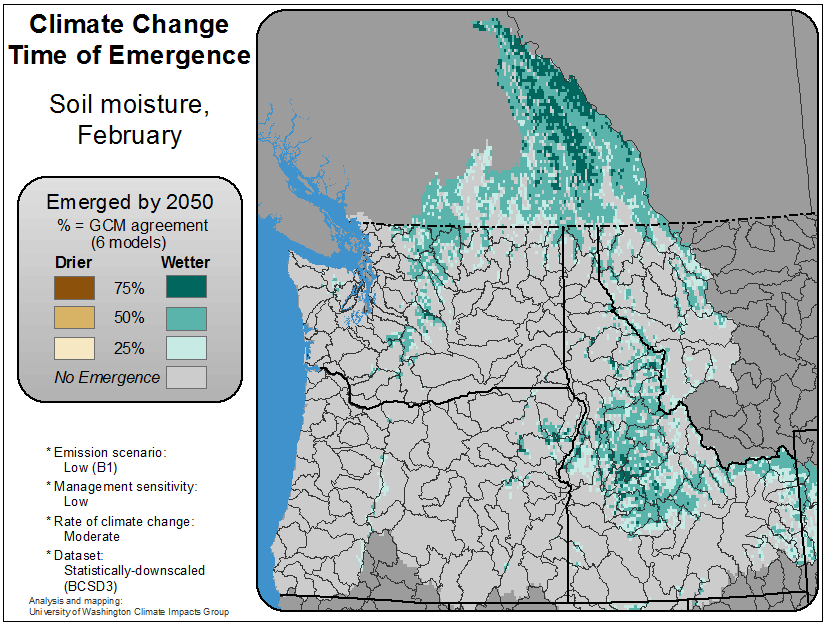 Climate Change
Time of Emergence
Soil moisture,
February
Emerged by 2050
% = GCM agreement
(6 models)
Drier Wetter
75%
50%
25%
No Emergence
* Emission scenario:
Low (B1)
* Management sensitivity:
Low
* Rate of climate change:
Moderate
* Dataset:
Statistically-downscaled
(BCSD3)
Analysis and mapping:
University of Washington Climate Impacts Group